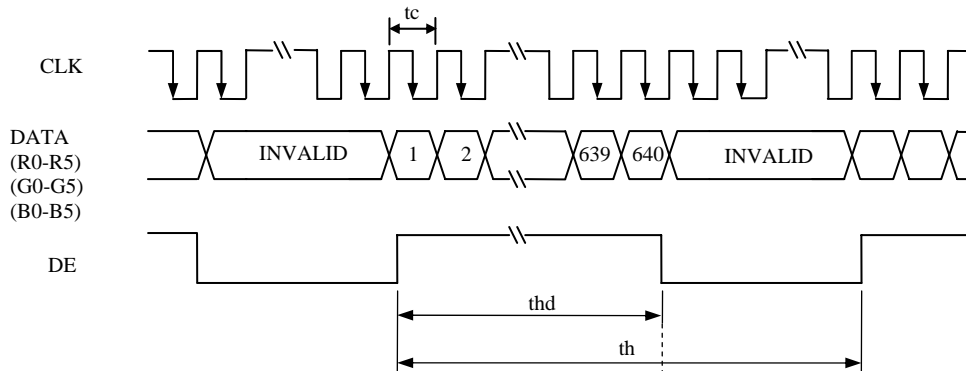 tc
CLK
DATA
(R0-R5)
(G0-G5)
(B0-B5)
INVALID
1
2
639
640
INVALID
DE
thd
th